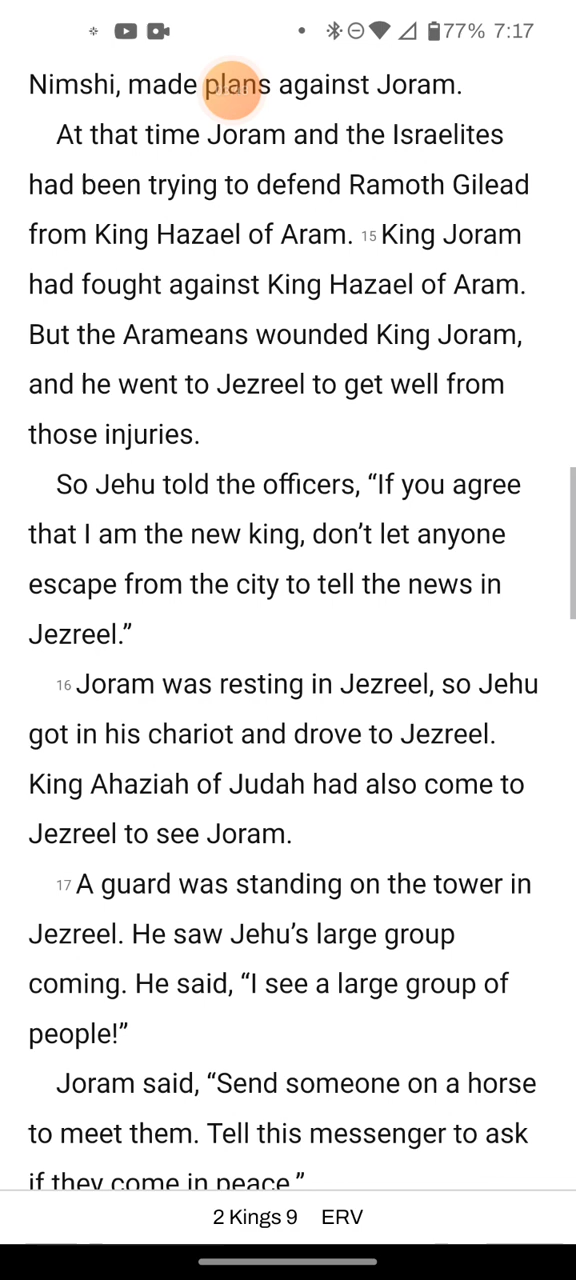 77% 7:17
Nimshi, made plans against Joram.
At that time Joram and the Israelites
had been trying to defend Ramoth Gilead
from King Hazael of Aram. 15 King Joram
had fought against King Hazael of Aram.
But the Arameans wounded King Joram,
and he went to Jezreel to get well from
those injuries.
So Jehu told the officers, “If you agree
that I am the new king, don’t let anyone
escape from the city to tell the news in
Jezreel.”
16 Joram was resting in Jezreel, so Jehu
got in his chariot and drove to Jezreel.
King Ahaziah of Judah had also come to
Jezreel to see Joram.
17 A guard was standing on the tower in
Jezreel. He saw Jehu’s large group
coming. He said, “I see a large group of
people!”
Joram said, “Send someone on a horse
to meet them. Tell this messenger to ask
if they come in peace.”
2 Kings 9 ERV